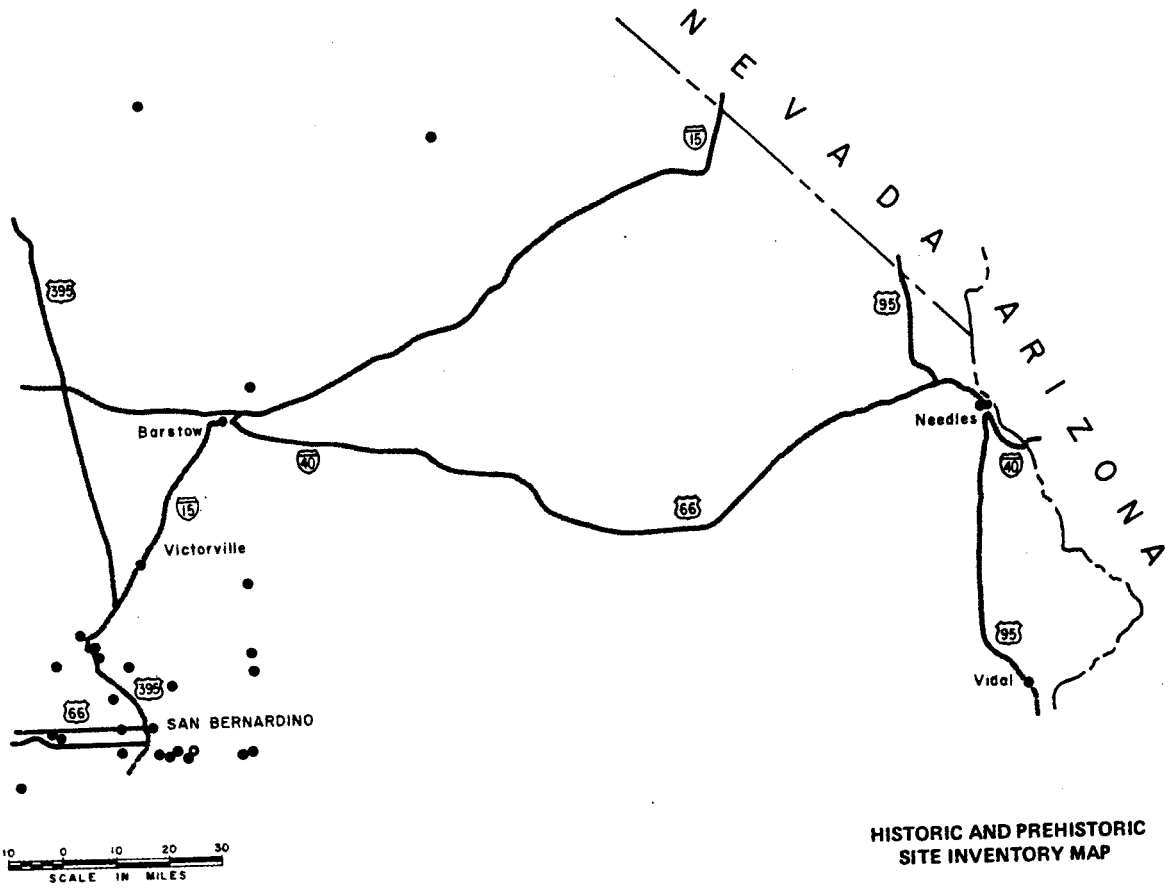 NEVADA
15
395
95
ARIZONA
Barstow
Needles
40
40
15
66
Victorville
95
Vidal
395
66
SAN BERNARDINO
HISTORIC AND PREHISTORIC
SITE INVENTORY MAP
10 0 10 20 30
SCALE IN MILES